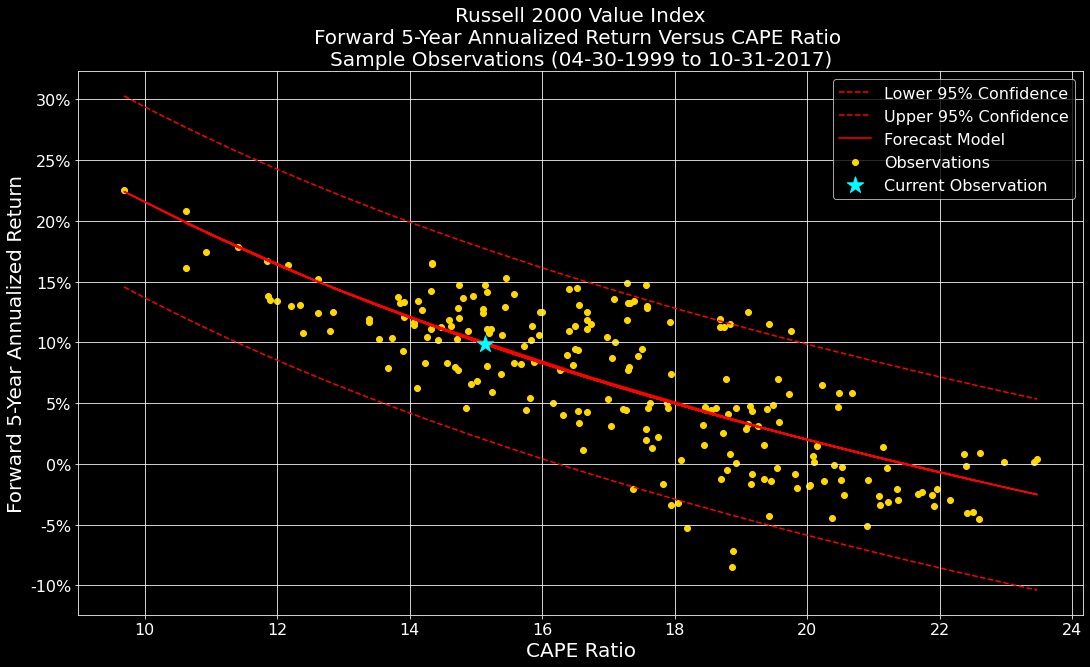 Russell 2000 Value Index
Forward 5-Year Annualized Return Versus CAPE Ratio
Sample Observations (04-30-1999 to 10-31-2017)
Lower 95% Confidence
Upper 95% Confidence
Forecast Model
Observations
Current Observation
Forward 5-Year Annualized Return
30%
25%
20%
15%
10%
5%
0%
-5%
-10%
10 12 14 16 18 20 22 24
CAPE Ratio